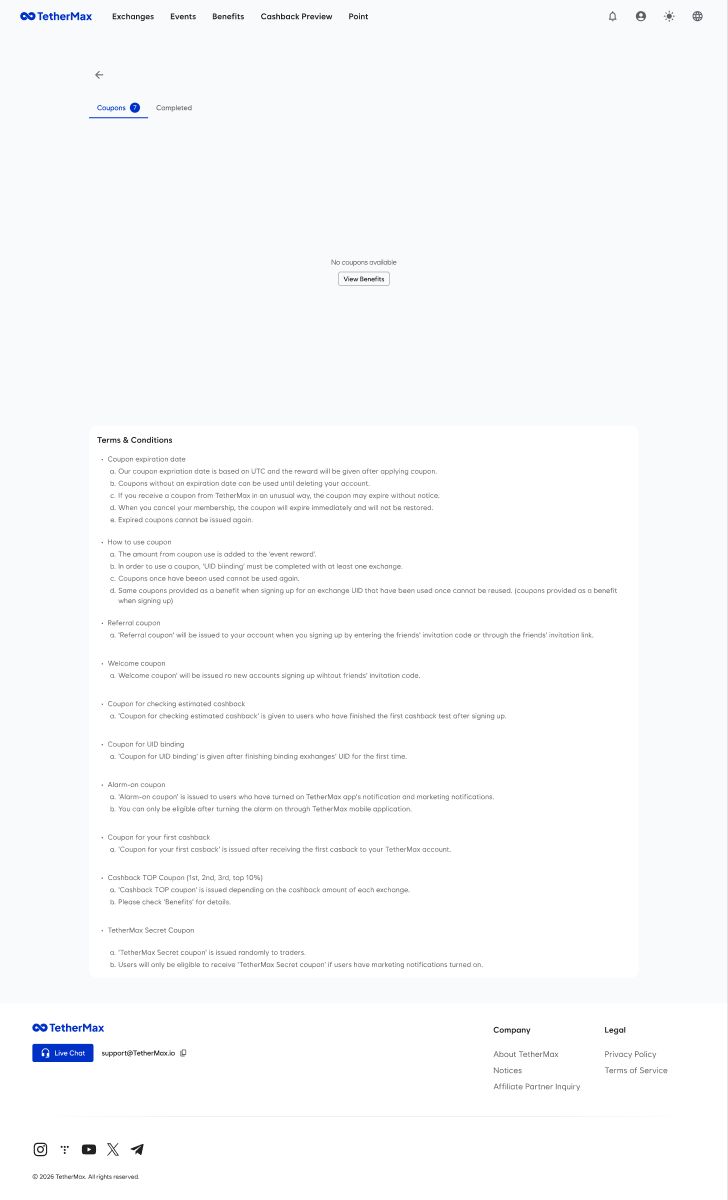 TetherMax Exchanges Events Benefits Cashback Preview Point
Coupons 7 Completed
No coupons available
View Benefits
Terms & Conditions
• Coupon expiration date
a. Our coupon expriation date is based on UTC and the reward will be given after applying coupon.
b. Coupons without an expiration date can be used until deleting your account.
c. If you receive a coupon from TetherMax in an unusual way, the coupon may expire without notice.
d. When you cancel your membership, the coupon will expire immediately and will not be restored.
e. Expired coupons cannot be issued again.
• How to use coupon
a. The amount from coupon use is added to the 'event reward'.
b. In order to use a coupon, 'UID biinding' must be completed with at least one exchange.
c. Coupons once have beeon used cannot be used again.
d. Same coupons provided as a benefit when signing up for an exchange UID that have been used once cannot be reused. (coupons provided as a benefit
when signing up)
• Referral coupon
a. 'Referral coupon' will be issued to your account when you signing up by entering the friends' invitation code or through the friends' invitation link.
• Welcome coupon
a. Welcome coupon' will be issued ro new accounts signing up wihtout friends' invitation code.
• Coupon for checking estimated cashback
a. 'Coupon for checking estimated cashback' is given to users who have finished the first cashback test after signing up.
• Coupon for UID binding
a. 'Coupon for UID binding' is given after finishing binding exxhanges' UID for the first time.
• Alarm-on coupon
a. 'Alarm-on coupon' is issued to users who have turned on TetherMax app's notification and marketing notifications.
b. You can only be eligible after turning the alarm on through TetherMax mobile application.
• Coupon for your first cashback
a. 'Coupon for your first casback' is issued after receiving the first casback to your TetherMax account.
• Cashback TOP Coupon (1st, 2nd, 3rd, top 10%)
a. 'Cashback TOP coupon' is issued depending on the cashback amount of each exchange.
b. Please check 'Benefits' for details.
• TetherMax Secret Coupon
a. 'TetherMax Secret coupon' is issued randomly to traders.
b. Users will only be eligible to receive 'TetherMax Secret coupon' if users have marketing notifications turned on.
TetherMax
Live Chat support@TetherMax.io
Company
About TetherMax
Notices
Affiliate Partner Inquiry
Legal
Privacy Policy
Terms of Service
© 2026 TetherMax. All rights reserved.